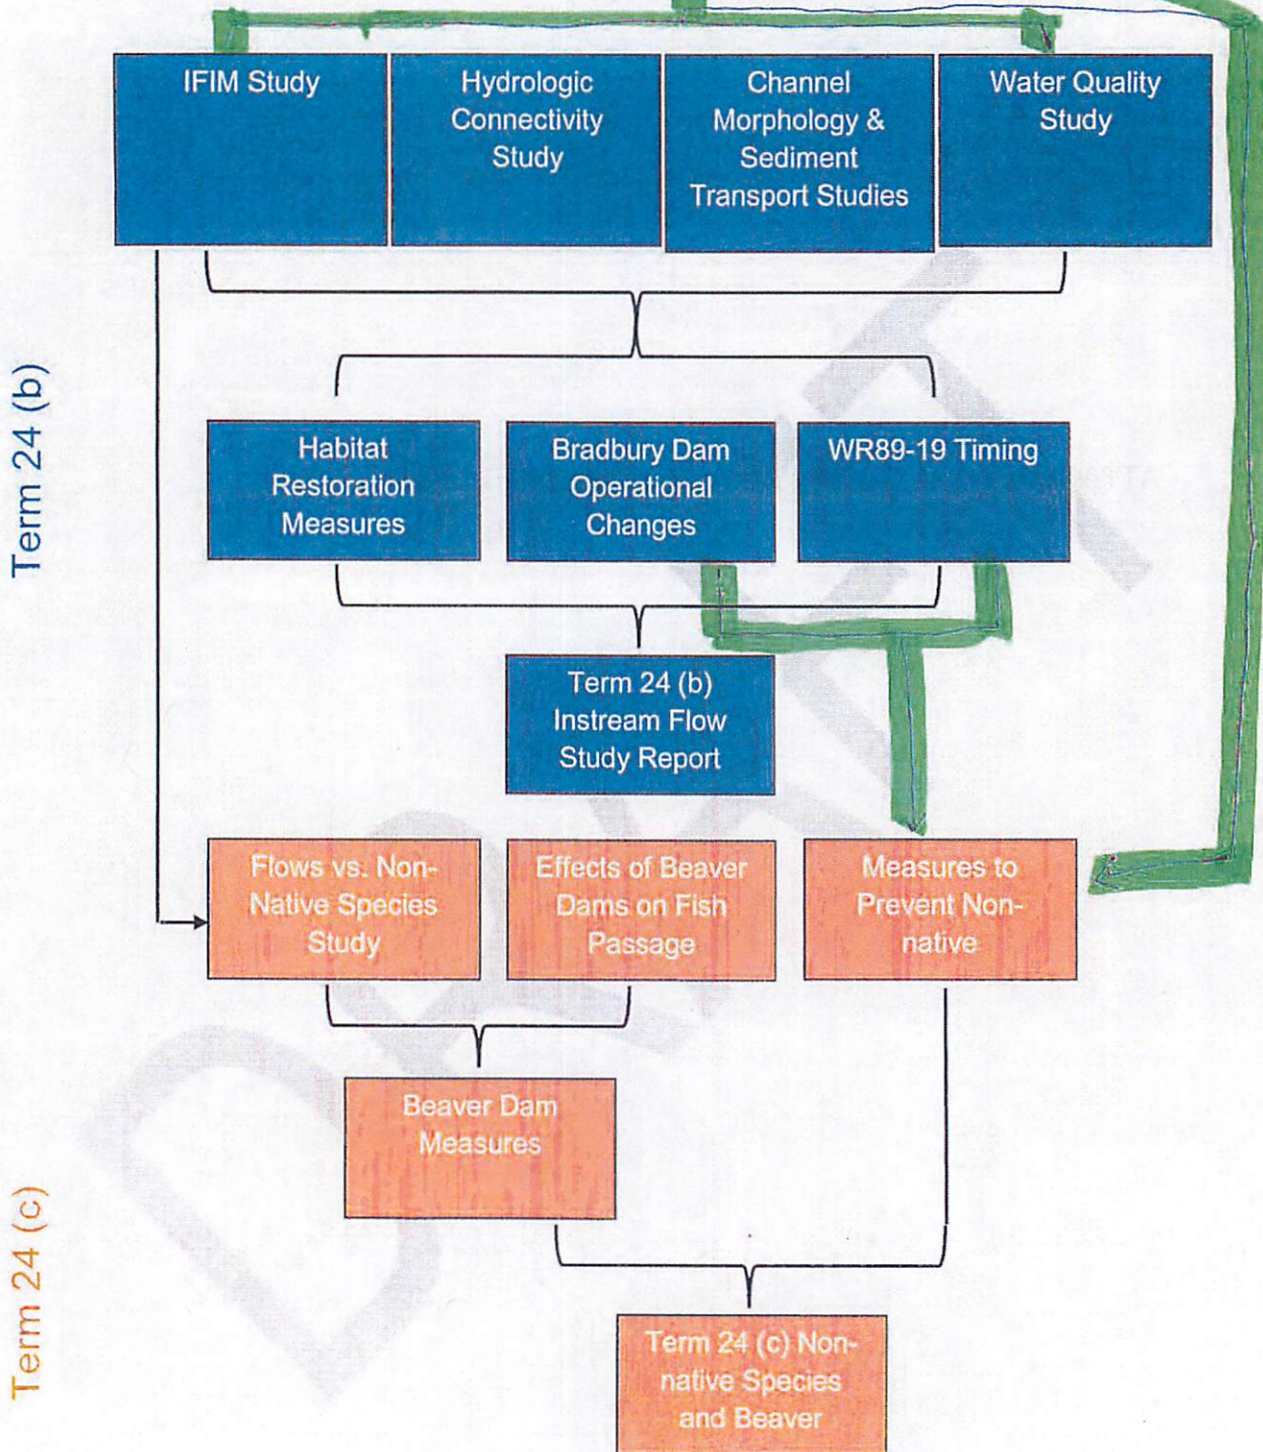 IFIM Study
Hydrologic
Connectivity
Study
Channel
Morphology &
Sediment
Transport Studies
Water Quality
Study
Term 24 (b)
Habitat
Restoration
Measures
Bradbury Dam
Operational
Changes
WR89-19 Timing
Term 24 (b)
Instream Flow
Study Report
Flows vs. Non-
Native Species
Study
Effects of Beaver
Dams on Fish
Passage
Measures to
Prevent Non-
native
Beaver Dam
Measures
Term 24 (c)
Term 24 (c) Non-
native Species
and Beaver
DRAFT